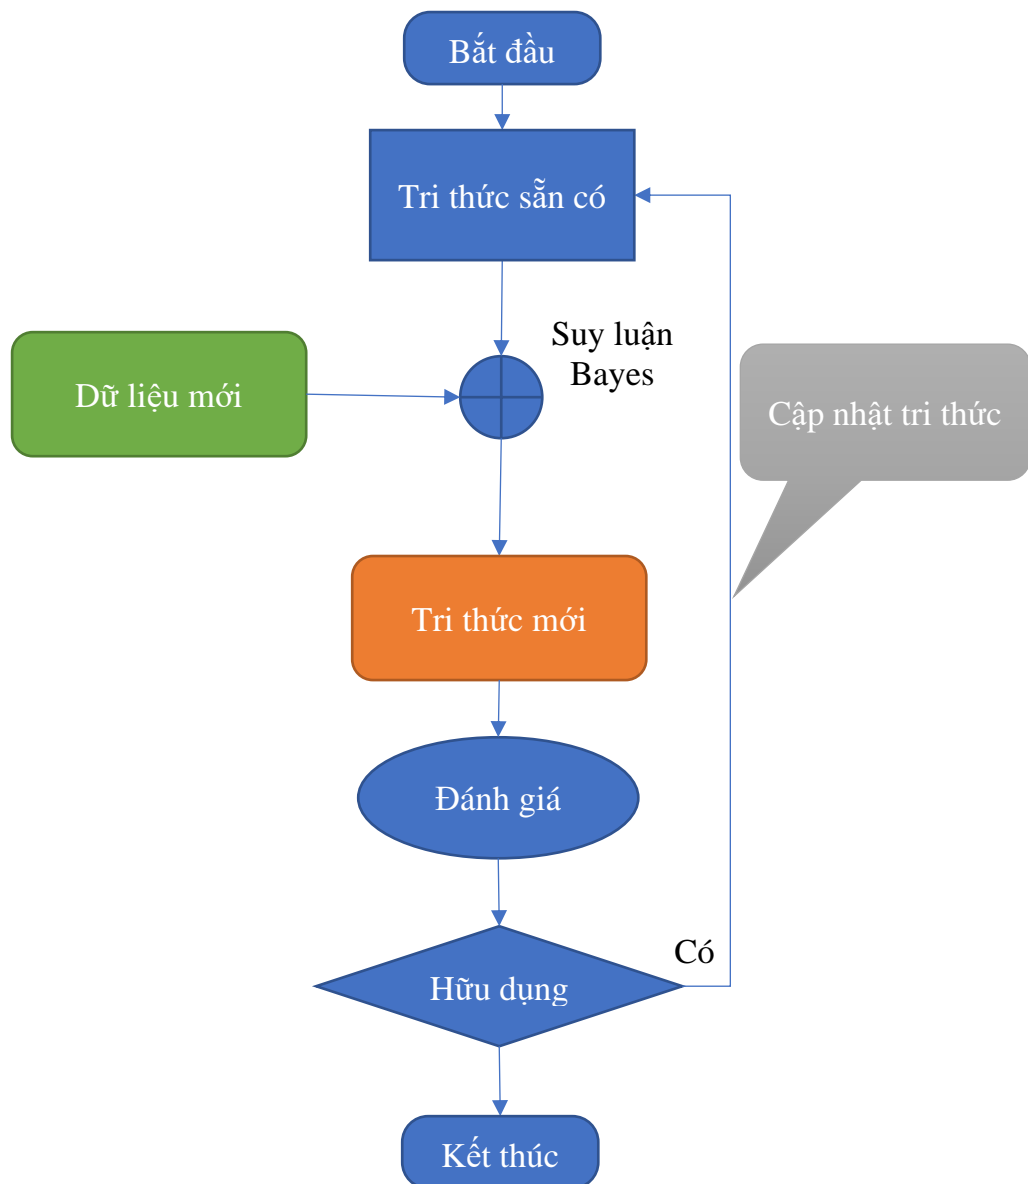 Bắt đầu
Tri thức sẵn có
Suy luận
Bayes
Dữ liệu mới
Cập nhật tri thức
Tri thức mới
Đánh giá
Có
Hữu dụng
Kết thúc